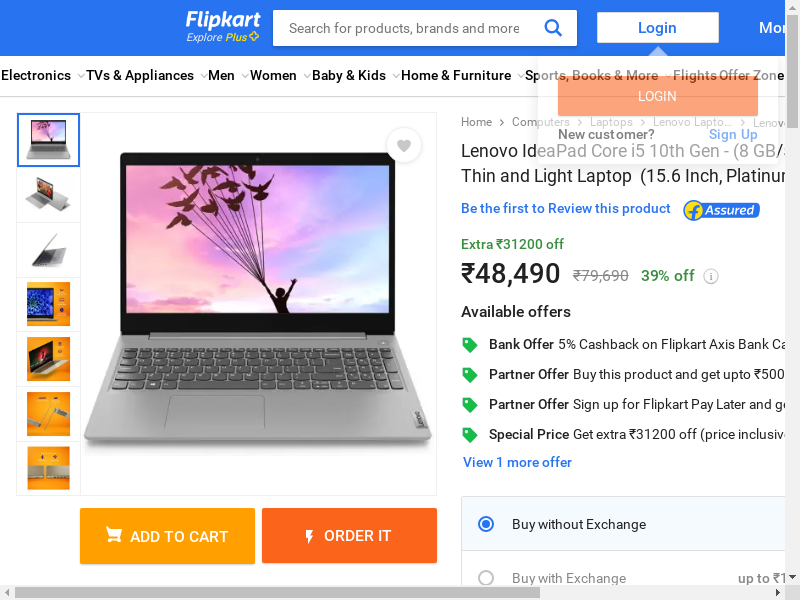 Flipkart
Explore Plus
Search for products, brands and more
Login
Electronics
TVs & Appliances
Men
Women
Baby & Kids
Home & Furniture
Sports, Books & More
Flights
Offer Zone
LOGIN
New customer?
Sign Up
Home
Computers
Laptops
Lenovo Lapto...
Lenovo IdeaPad Core i5 10th Gen - (8 GB/
Thin and Light Laptop (15.6 Inch,
Be the first to Review this product
Assured
Extra ₹31200 off
₹48,490 ₹79,690 39% off
Available offers
Bank Offer 5% Cashback on Flipkart Axis Bank
Partner Offer Buy this product and get upto ₹500
Partner Offer Sign up for Flipkart Pay Later and
Special Price Get extra ₹31200 off (price
View 1 more offer
Lenovo
ADD TO CART
ORDER IT
Buy without Exchange
Buy with Exchange
up to